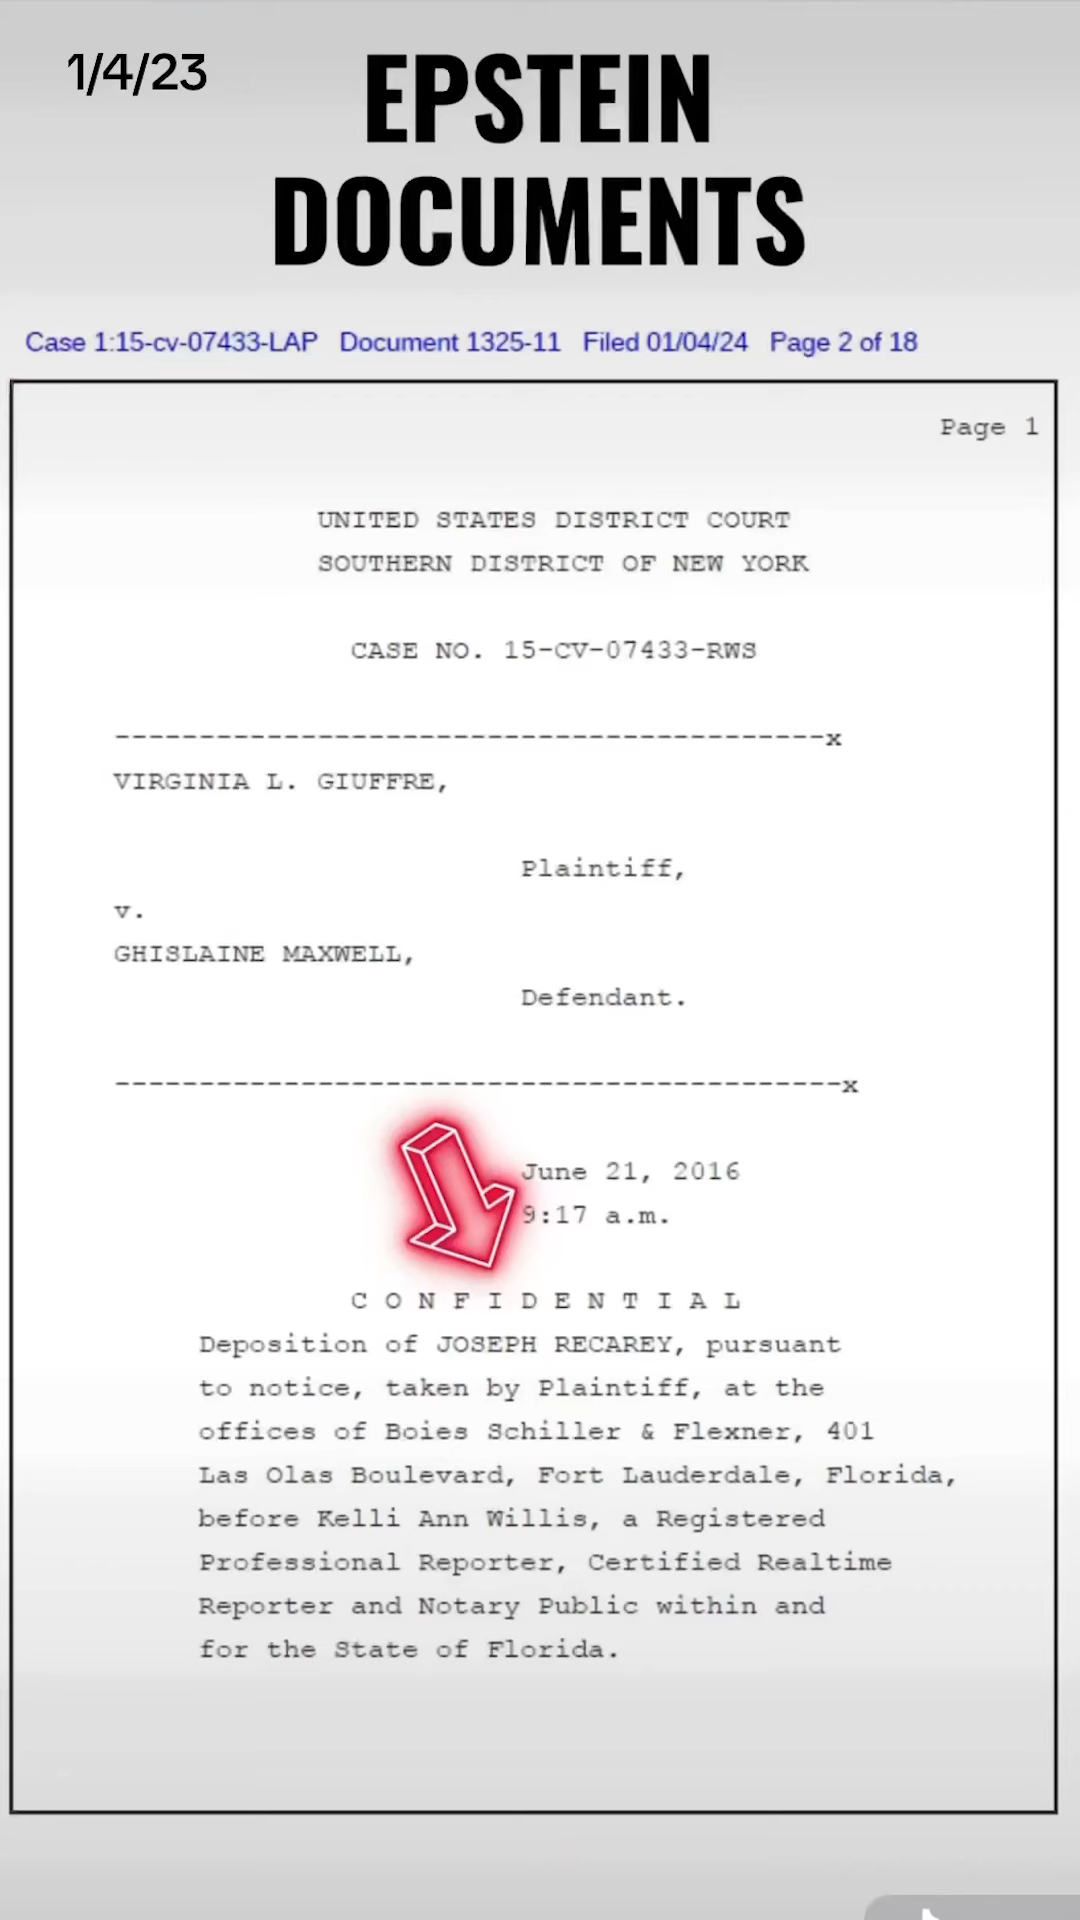 1/4/23
EPSTEIN
DOCUMENTS
Case 1:15-cv-07433-LAP Document 1325-11 Filed 01/04/24 Page 2 of 18
Page 1
UNITED STATES DISTRICT COURT
SOUTHERN DISTRICT OF NEW YORK
CASE NO. 15-CV-07433-RWS
------------------------------------------x
VIRGINIA L. GIUFFRE,
Plaintiff,
v.
GHISLAINE MAXWELL,
Defendant.
-------------------------------------------x
June 21, 2016
9:17 a.m.
C O N F I D E N T I A L
Deposition of JOSEPH RECAREY, pursuant
to notice, taken by Plaintiff, at the
offices of Boies Schiller & Flexner, 401
Las Olas Boulevard, Fort Lauderdale, Florida,
before Kelli Ann Willis, a Registered
Professional Reporter, Certified Realtime
Reporter and Notary Public within and
for the State of Florida.